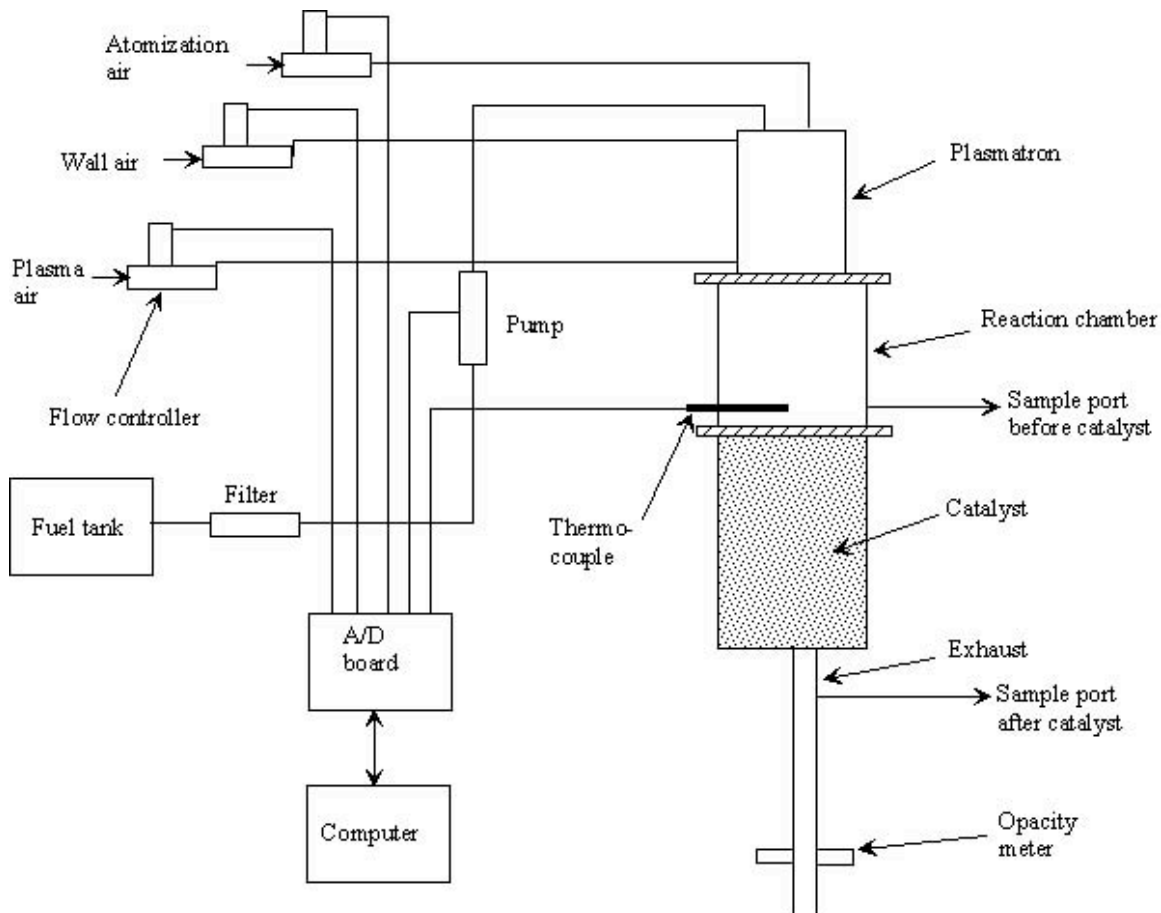 Atomization
air
Wall air
Plasmatron
Plasma
air
Pump
Reaction chamber
Flow controller
Sample port
before catalyst
Filter
Fuel tank
Thermo-
couple
Catalyst
A/D
board
Exhaust
Sample port
after catalyst
Computer
Opacity
meter